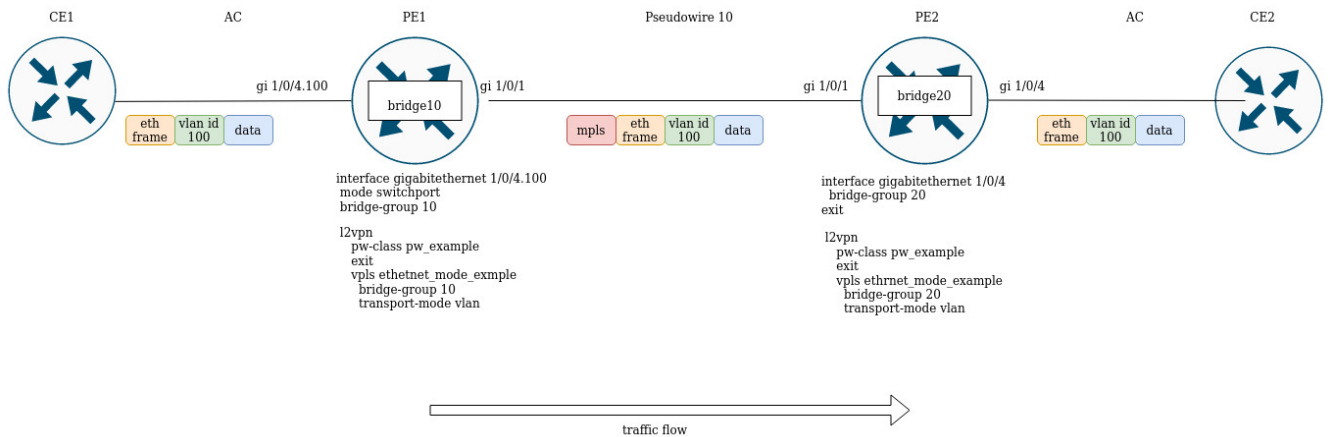 CE1
AC
PE1
Pseudowire 10
PE2
AC
CE2
gi 1/0/4.100
bridge10
gi 1/0/1
gi 1/0/1
bridge20
gi 1/0/4
eth
frame
vlan id
100
data
mpls
eth
frame
vlan id
100
data
eth
frame
vlan id
100
data
interface gigabitethernet 1/0/4.100
mode switchport
bridge-group 10
l2vpn
pw-class pw_example
exit
vpls ethetnet_mode_exmple
bridge-group 10
transport-mode vlan
interface gigabitethernet 1/0/4
bridge-group 20
exit
l2vpn
pw-class pw_example
exit
vpls ethrnet_mode_example
bridge-group 20
transport-mode vlan
traffic flow